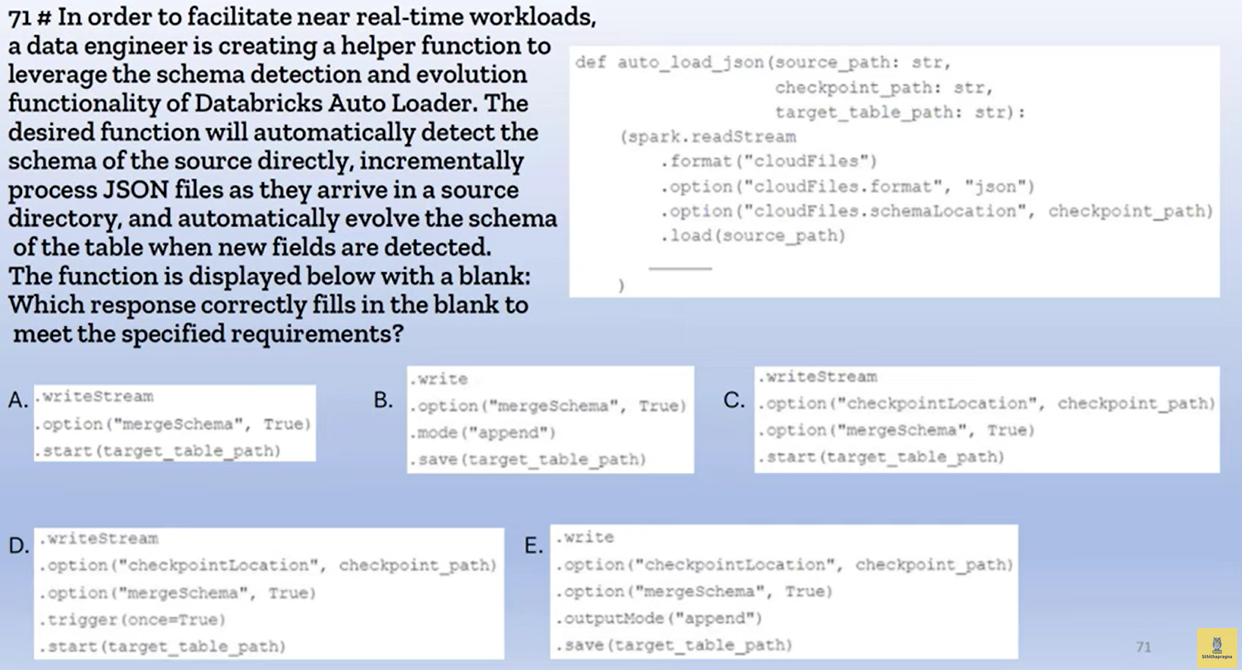 71 # In order to facilitate near real-time workloads,
a data engineer is creating a helper function to
leverage the schema detection and evolution
functionality of Databricks Auto Loader. The
desired function will automatically detect the
schema of the source directly, incrementally
process JSON files as they arrive in a source
directory, and automatically evolve the schema
of the table when new fields are detected.
The function is displayed below with a blank:
Which response correctly fills in the blank to
meet the specified requirements?
def auto_load_json(source_path: str,
checkpoint_path: str,
target_table_path: str):
(spark.readStream
.format("cloudFiles")
.option("cloudFiles.format", "json")
.option("cloudFiles.schemaLocation", checkpoint_path)
.load(source_path)
______
)
A.
.writeStream
.option("mergeSchema", True)
.start(target_table_path)
B.
.write
.option("mergeSchema", True)
.mode("append")
.save(target_table_path)
C.
.writeStream
.option("checkpointLocation", checkpoint_path)
.option("mergeSchema", True)
.start(target_table_path)
D.
.writeStream
.option("checkpointLocation", checkpoint_path)
.option("mergeSchema", True)
.trigger(once=True)
.start(target_table_path)
E.
.write
.option("checkpointLocation", checkpoint_path)
.option("mergeSchema", True)
.outputMode("append")
.save(target_table_path)
71